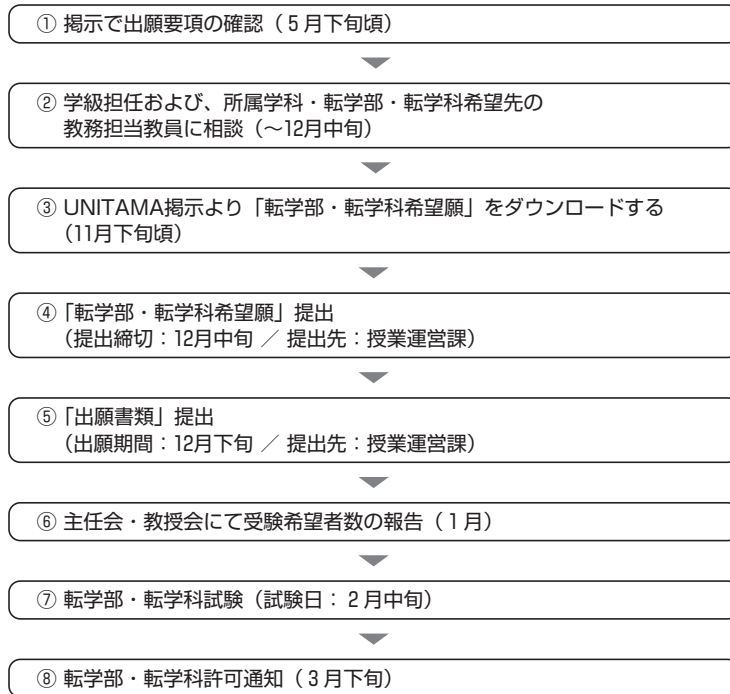 ① 掲示で出願要項の確認（５月下旬頃）
② 学級担任および、所属学科・転学部・転学科希望先の
教務担当教員に相談（～12月中旬）
③ UNITAMA掲示より「転学部・転学科希望願」をダウンロードする
（11月下旬頃）
④「転学部・転学科希望願」提出
（提出締切：12月中旬 ／ 提出先：授業運営課）
⑤「出願書類」提出
（出願期間：12月下旬 ／ 提出先：授業運営課）
⑥ 主任会・教授会にて受験希望者数の報告（１月）
⑦ 転学部・転学科試験（試験日：２月中旬）
⑧ 転学部・転学科許可通知（３月下旬）